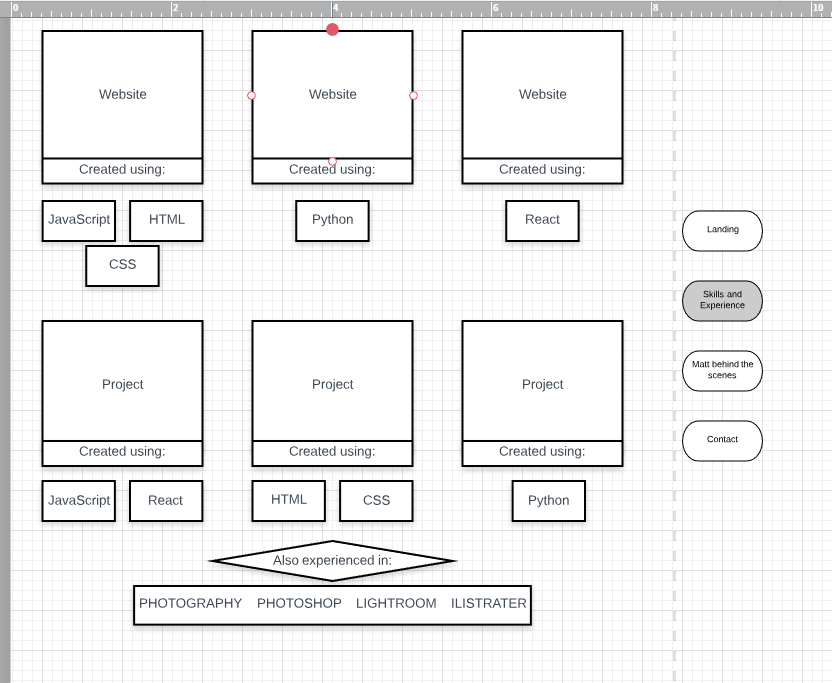 0 2 4 6 8 10
Website
Website
Website
Created using:
Created using:
Created using:
JavaScript
HTML
Python
React
CSS
Project
Project
Project
Created using:
Created using:
Created using:
JavaScript
React
HTML
CSS
Python
Also experienced in:
PHOTOGRAPHY PHOTOSHOP LIGHTROOM ILISTRATER
Landing
Skills and
Experience
Matt behind the
scenes
Contact